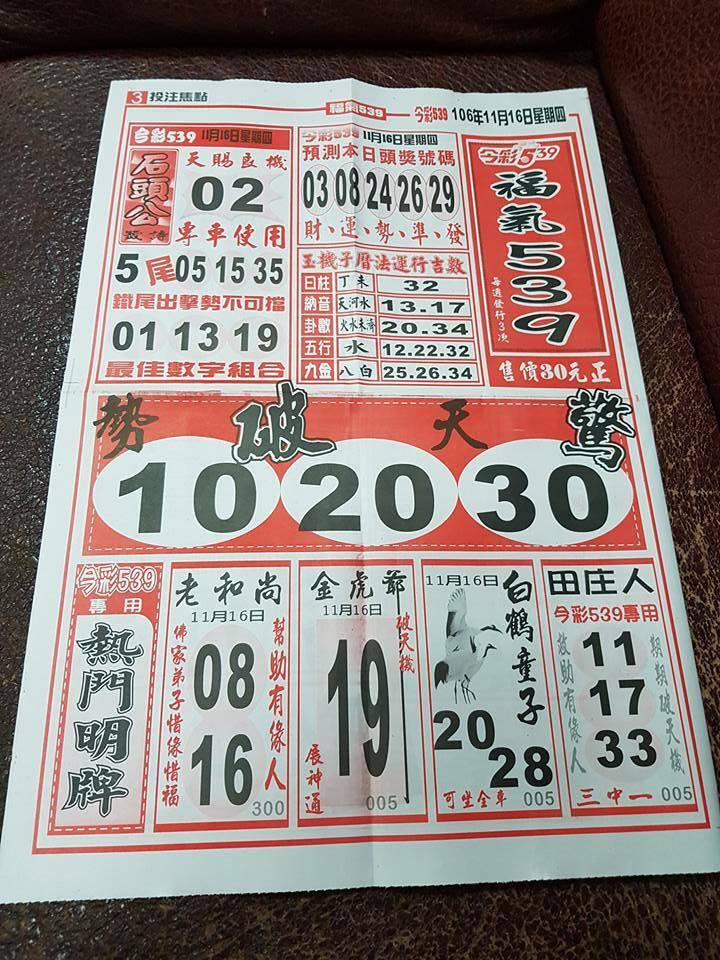 3 投注焦點
福氣539
今彩539 106年11月16日星期四
今彩539 11月16日星期四
石頭公
天賜良機
02
專車使用
5尾 05 15 35
鐵尾出擊勢不可擋
01 13 19
最佳數字組合
今彩539 11月16日星期四
預測本日頭獎號碼
03 08 24 26 29
財、運、勢、準、發
玉機子曆法運行吉數
日柱 丁未 32
納音 天河水 13.17
卦獸 火水未濟 20.34
五行 水 12.22.32
九金 八白 25.26.34
今彩539
福氣539
每週發行3次
售價30元正
勢破天驚
10 20 30
今彩539
專用
熱門明牌
老和尚
11月16日
佛家弟子惜緣惜福
08
16
幫助有緣人
300
金虎爺
11月16日
破天機
19
展神通
005
11月16日
白鶴童子
20
28
可坐全車 005
田庄人
今彩539專用
救助有緣人
11
17
33
期期破天機
三中一 005